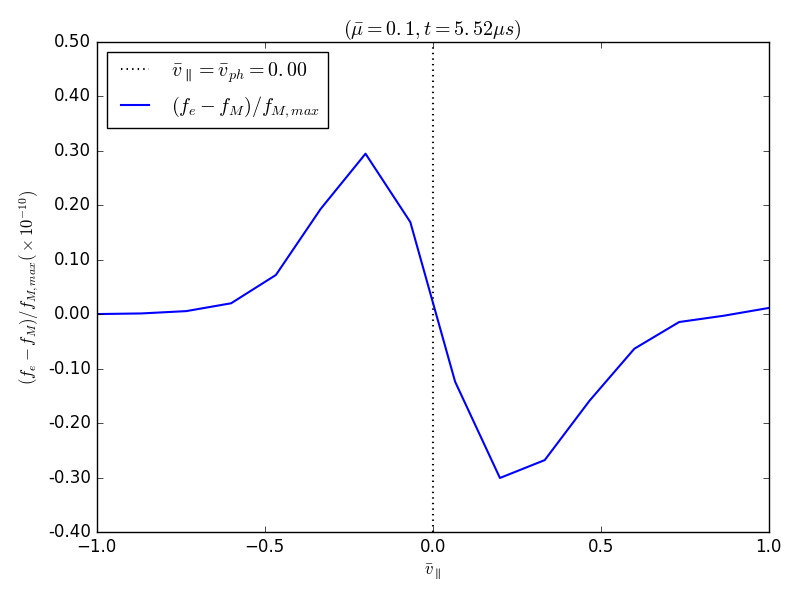 (μ̄ = 0.1, t = 5.52μs)
0.50
v̄∥ = v̄ph = 0.00
(fe − fM)/fM,max
0.40
0.30
0.20
0.10
0.00
-0.10
-0.20
-0.30
-0.40
(fe − fM)/fM,max(×10⁻¹⁰)
−1.0 −0.5 0.0 0.5 1.0
v̄∥